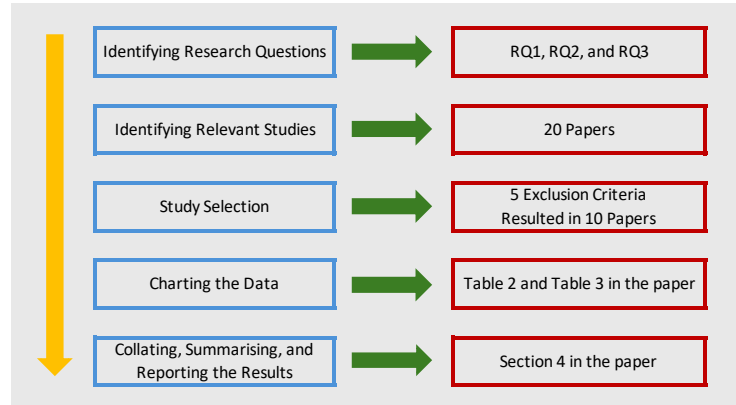 Identifying Research Questions
RQ1, RQ2, and RQ3
Identifying Relevant Studies
20 Papers
Study Selection
5 Exclusion Criteria
Resulted in 10 Papers
Charting the Data
Table 2 and Table 3 in the paper
Collating, Summarising, and
Reporting the Results
Section 4 in the paper